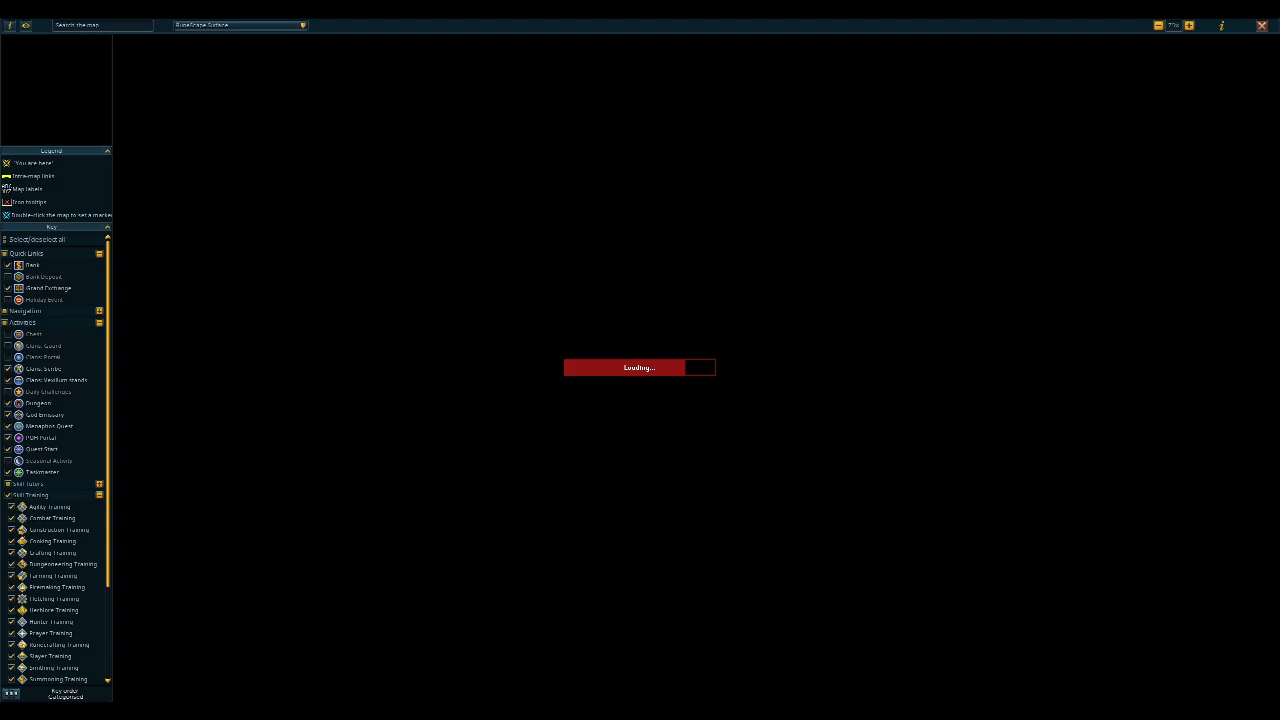 Search the map
RuneScape Surface
75%
Legend
'You are here'
Intra-map links
Map labels
Icon tooltips
Double-click the map to set a marker
Key
Select/deselect all
Quick Links
Bank
Bank Deposit
Grand Exchange
Holiday Event
Navigation
Activities
Chest
Clans: Guard
Clans: Portal
Clans: Scribe
Clans: Vexillum stands
Daily Challenges
Dungeon
God Emissary
Menaphos Quest
POH Portal
Quest Start
Seasonal Activity
Taskmaster
Skill Tutors
Skill Training
Agility Training
Combat Training
Construction Training
Cooking Training
Crafting Training
Dungeoneering Training
Farming Training
Firemaking Training
Fletching Training
Herblore Training
Hunter Training
Prayer Training
Runecrafting Training
Slayer Training
Smithing Training
Summoning Training
Key order
Categorised
Loading...